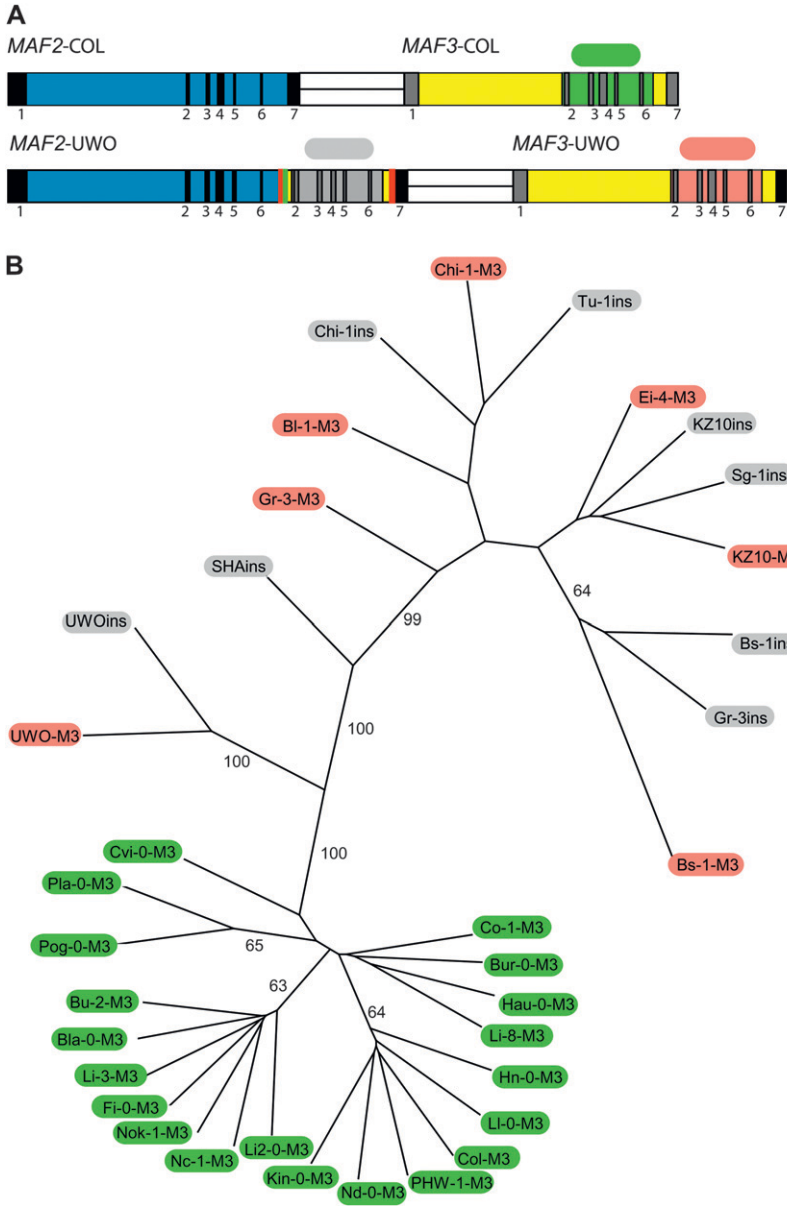 A
MAF2-COL MAF3-COL
1 2 3 4 5 6 7 1 2 3 4 5 6 7
MAF2-UWO MAF3-UWO
1 2 3 4 5 6 2 3 4 5 6 7 1 2 3 4 5 6 7
B
Chi-1-M3
Tu-1ins
Chi-1ins
Ei-4-M3
Bl-1-M3
KZ10ins
Sg-1ins
Gr-3-M3
KZ10-M
SHAins
64
99
UWOins
Bs-1ins
Gr-3ins
UWO-M3
100
100
100
Cvi-0-M3
Bs-1-M3
Pla-0-M3
Co-1-M3
Pog-0-M3
65
Bur-0-M3
63
Bu-2-M3
Hau-0-M3
64
Li-8-M3
Bla-0-M3
Li-3-M3
Hn-0-M3
Fi-0-M3
Ll-0-M3
Nok-1-M3
Nc-1-M3
Li2-0-M3
Col-M3
Kin-0-M3
PHW-1-M3
Nd-0-M3